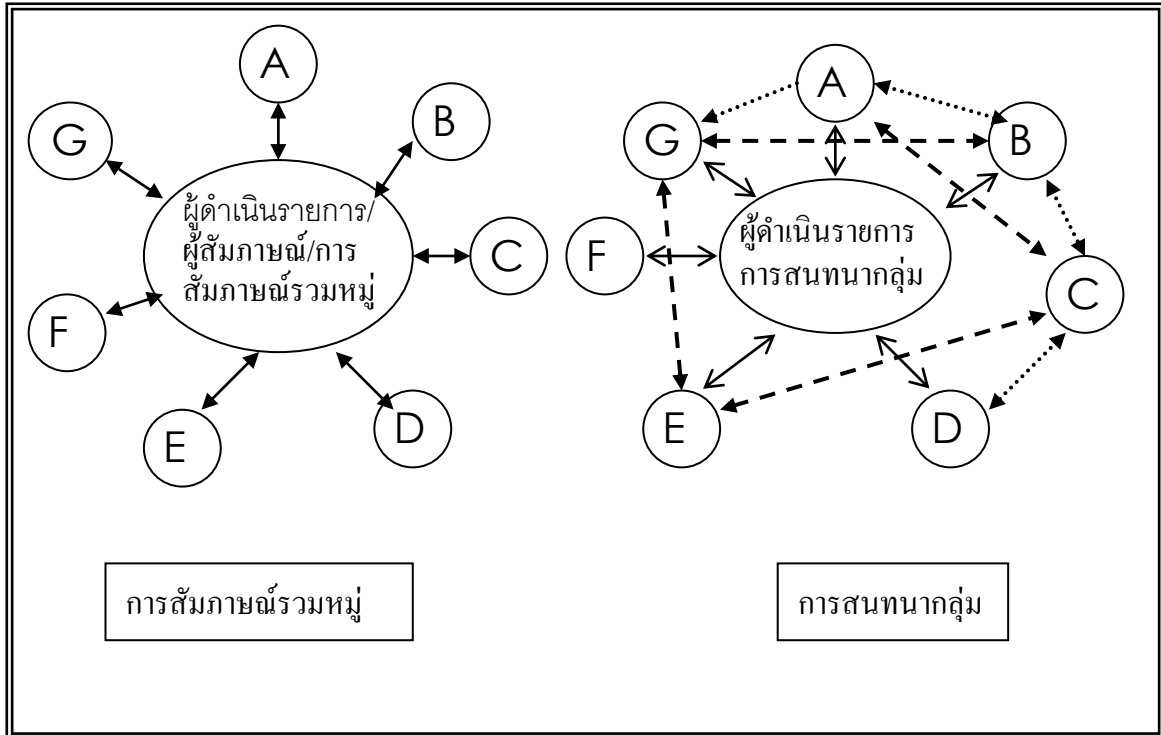 A
B
G
ผู้ดำเนินรายการ/
ผู้สัมภาษณ์/การ
สัมภาษณ์รวมหมู่
C
F
E
D
การสัมภาษณ์รวมหมู่
A
G
B
ผู้ดำเนินรายการ
การสนทนากลุ่ม
F
C
E
D
การสนทนากลุ่ม